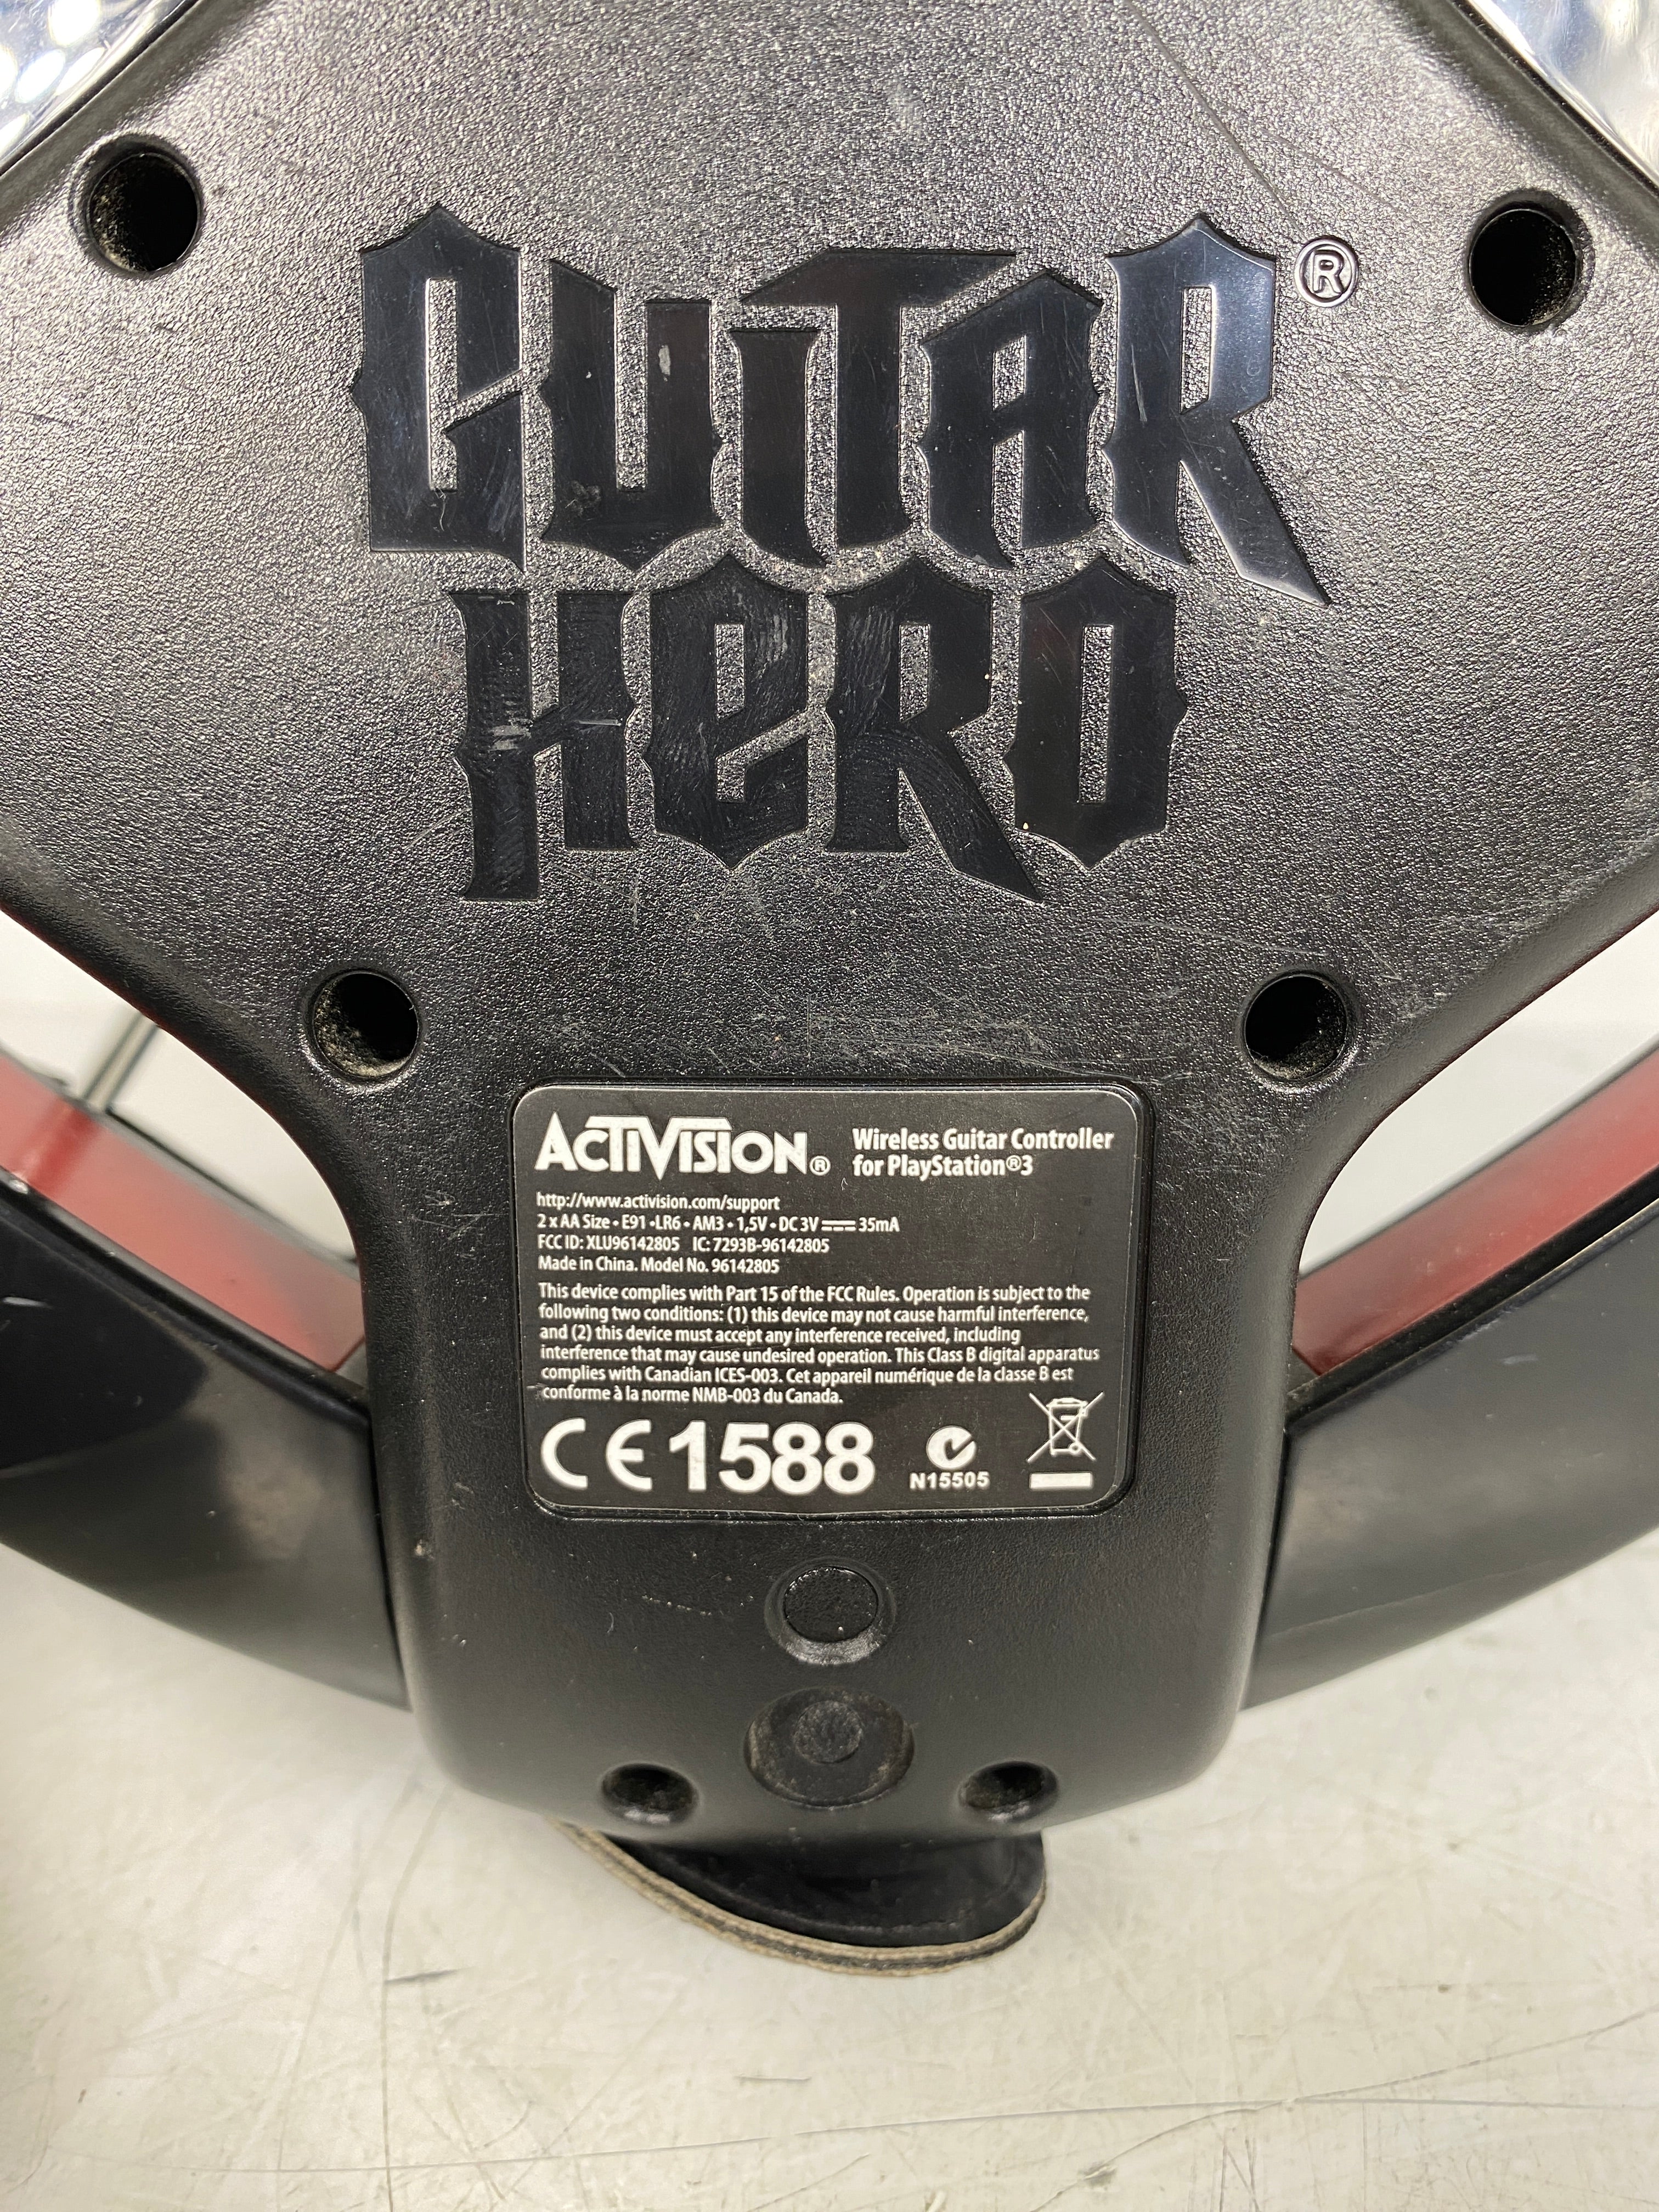 GUITAR®
HERO
ACTIVISION® Wireless Guitar Controller
for PlayStation®3
http://www.activision.com/support
2 x AA Size • E91 •LR6 • AM3 • 1,5V • DC 3V ⎓ 35mA
FCC ID: XLU96142805 IC: 7293B-96142805
Made in China. Model No. 96142805
This device complies with Part 15 of the FCC Rules. Operation is subject to the
following two conditions: (1) this device may not cause harmful interference,
and (2) this device must accept any interference received, including
interference that may cause undesired operation. This Class B digital apparatus
complies with Canadian ICES-003. Cet appareil numérique de la classe B est
conforme à la norme NMB-003 du Canada.
CE1588
N15505